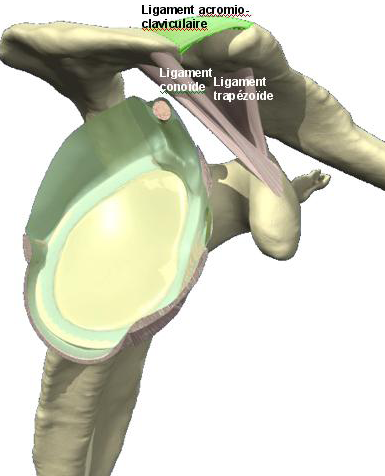 Ligament acromio-
claviculaire
Ligament
conoïde
Ligament
trapézoïde